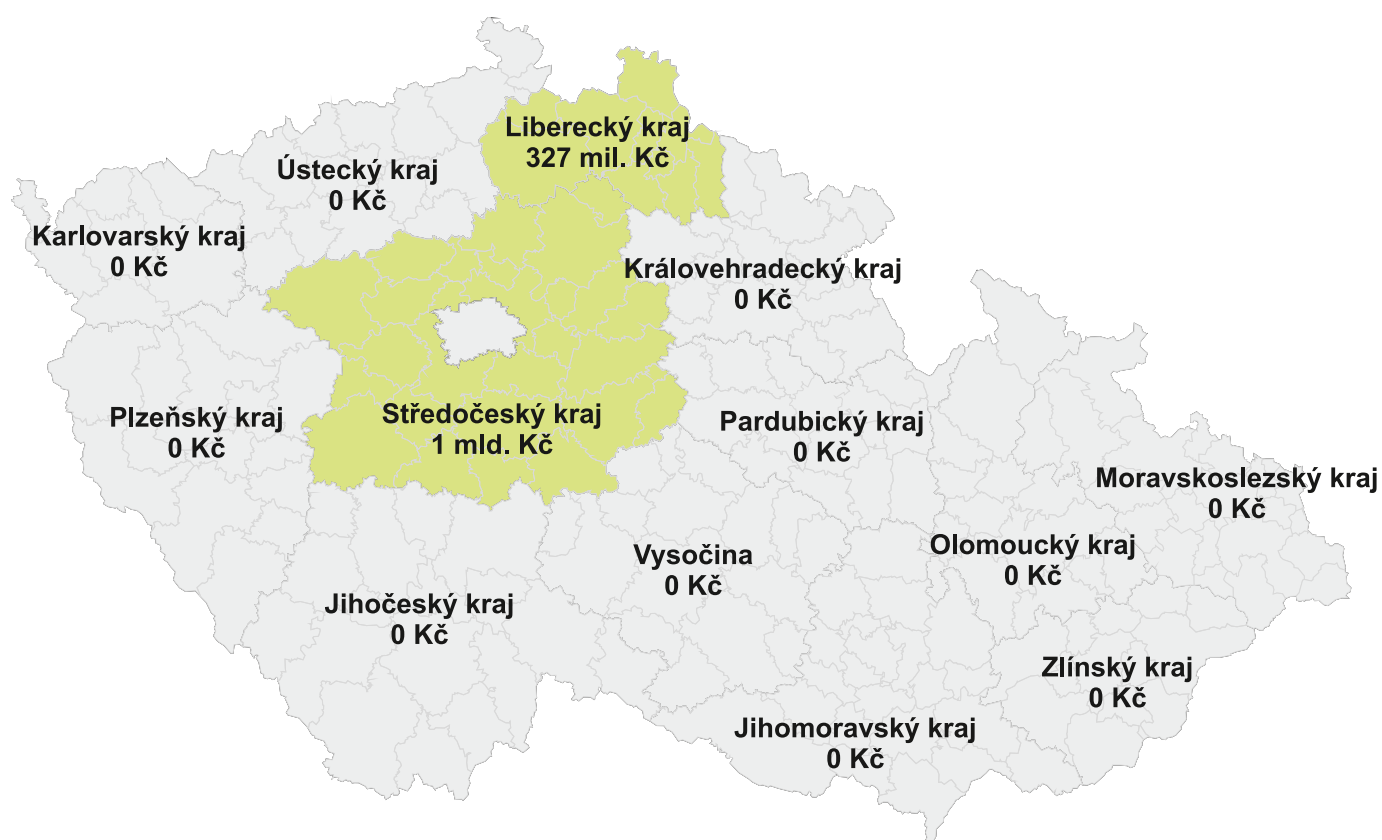 Liberecký kraj
327 mil. Kč
Ústecký kraj
0 Kč
Karlovarský kraj
0 Kč
Královehradecký kraj
0 Kč
Plzeňský kraj
0 Kč
Středočeský kraj
1 mld. Kč
Pardubický kraj
0 Kč
Moravskoslezský kraj
0 Kč
Olomoucký kraj
0 Kč
Vysočina
0 Kč
Jihočeský kraj
0 Kč
Zlínský kraj
0 Kč
Jihomoravský kraj
0 Kč